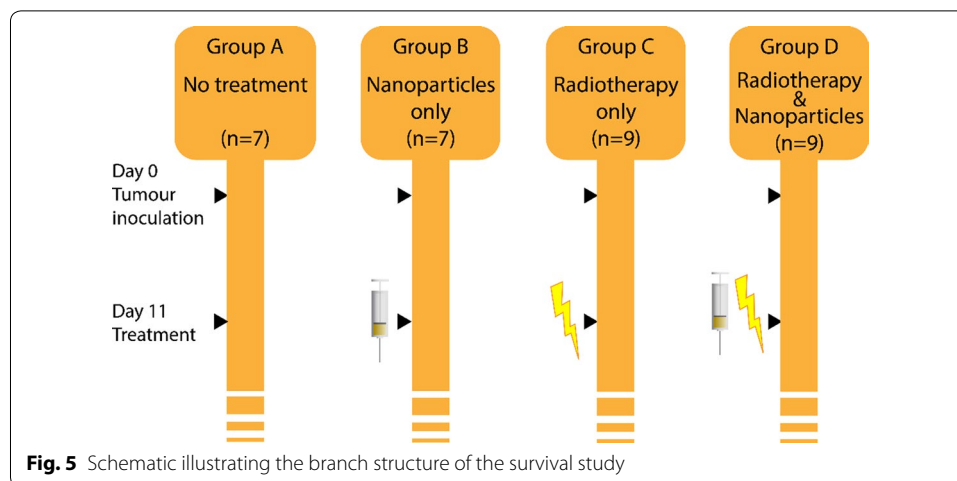 Group A
No treatment
(n=7)
Group B
Nanoparticles
only
(n=7)
Group C
Radiotherapy
only
(n=9)
Group D
Radiotherapy
&
Nanoparticles
(n=9)
Day 0
Tumour
inoculation
Day 11
Treatment
Fig. 5 Schematic illustrating the branch structure of the survival study